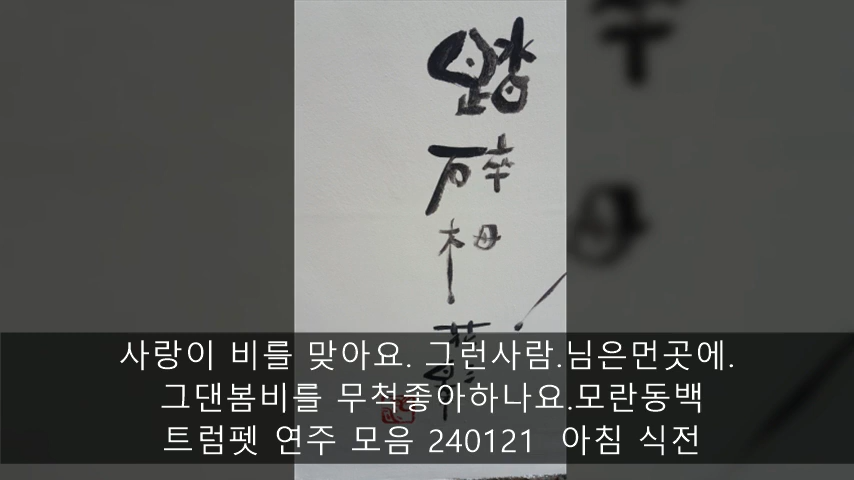 踏
碎
사랑이 비를 맞아요. 그런사람.님은먼곳에.
그댄봄비를 무척좋아하나요.모란동백
트럼펫 연주 모음 240121 아침 식전